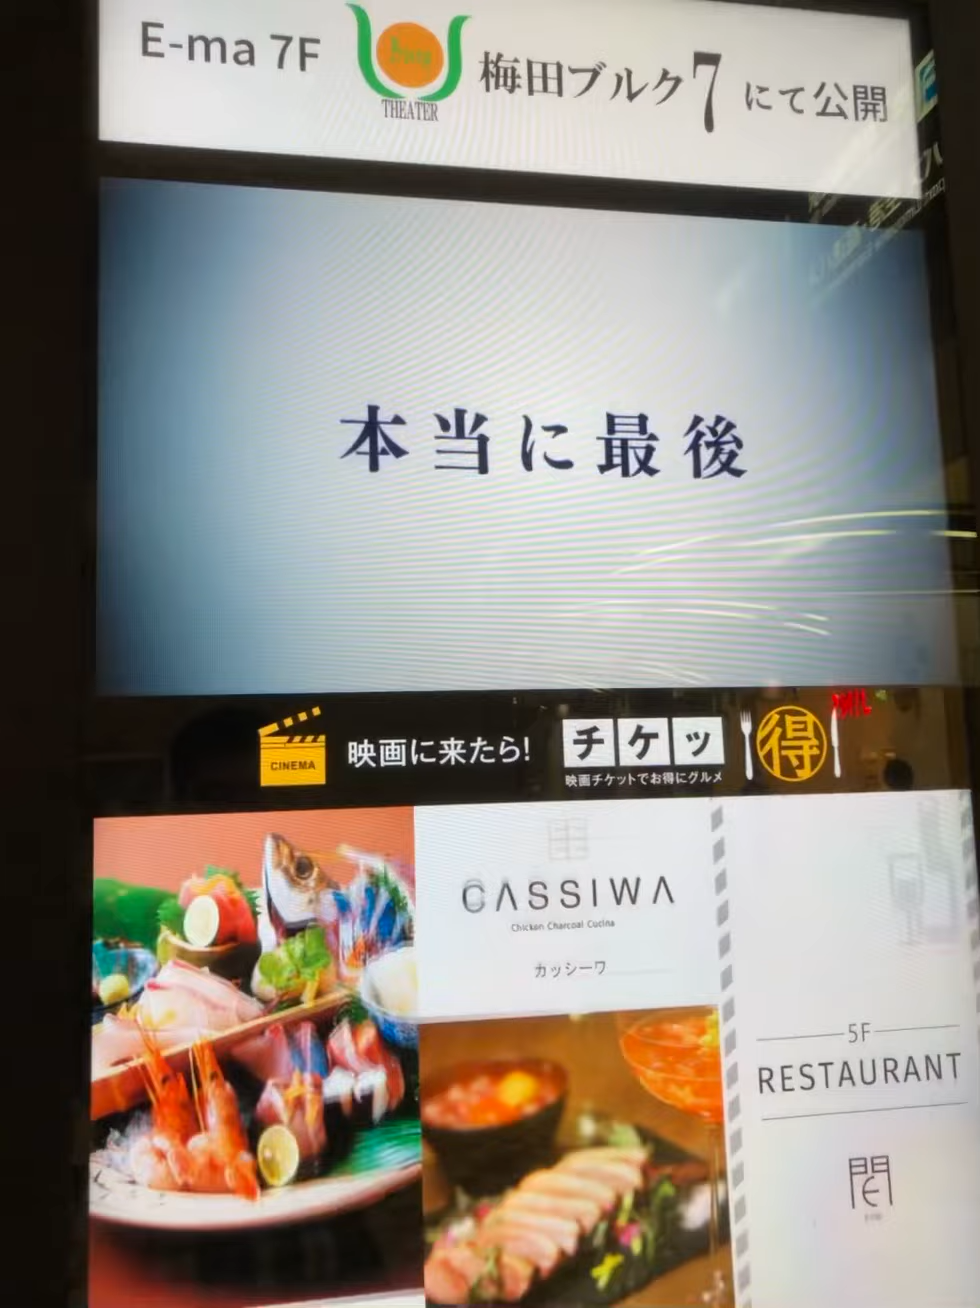 E-ma 7F
THEATER
梅田ブルク7 にて公開
本当に最後
CINEMA
映画に来たら!
チケッ
得
映画チケットでお得にグルメ
CASSIWA
Chicken Charcoal Cucina
カッシーワ
5F
RESTAURANT